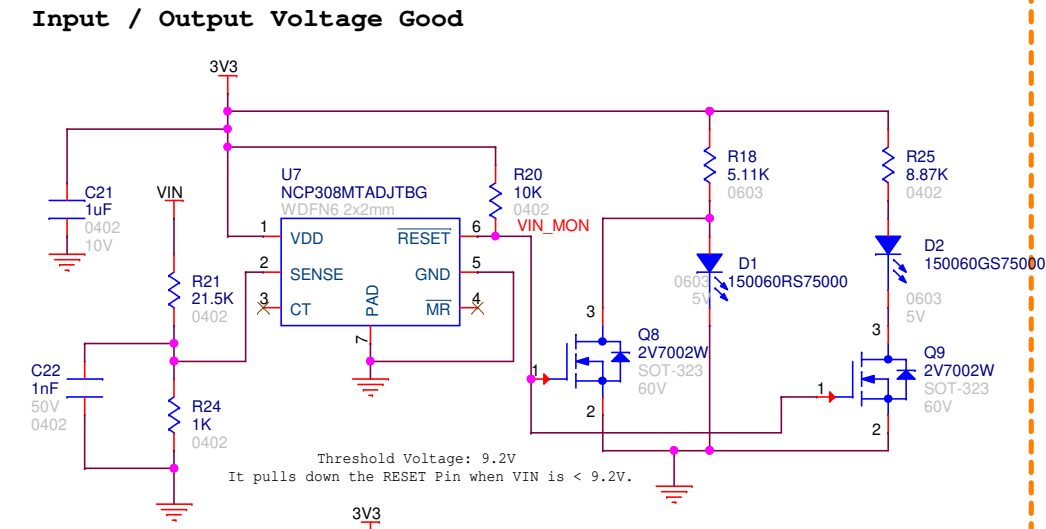 Input / Output Voltage Good
3V3
C21
1uF
0402
10V
VIN
U7
NCP308MTADJTBG
WDFN6 2x2mm
1
VDD
2
SENSE
3
CT
PAD
7
RESET
6
GND
5
MR
4
R20
10K
0402
VIN_MON
R18
5.11K
0603
R25
8.87K
0402
R21
21.5K
0402
C22
1nF
50V
0402
R24
1K
0402
D1
150060RS75000
0603
5V
D2
150060GS75000
0603
5V
3
Q8
2V7002W
SOT-323
60V
1
2
3
Q9
2V7002W
SOT-323
60V
1
2
Threshold Voltage: 9.2V
It pulls down the RESET Pin when VIN is < 9.2V.
3V3